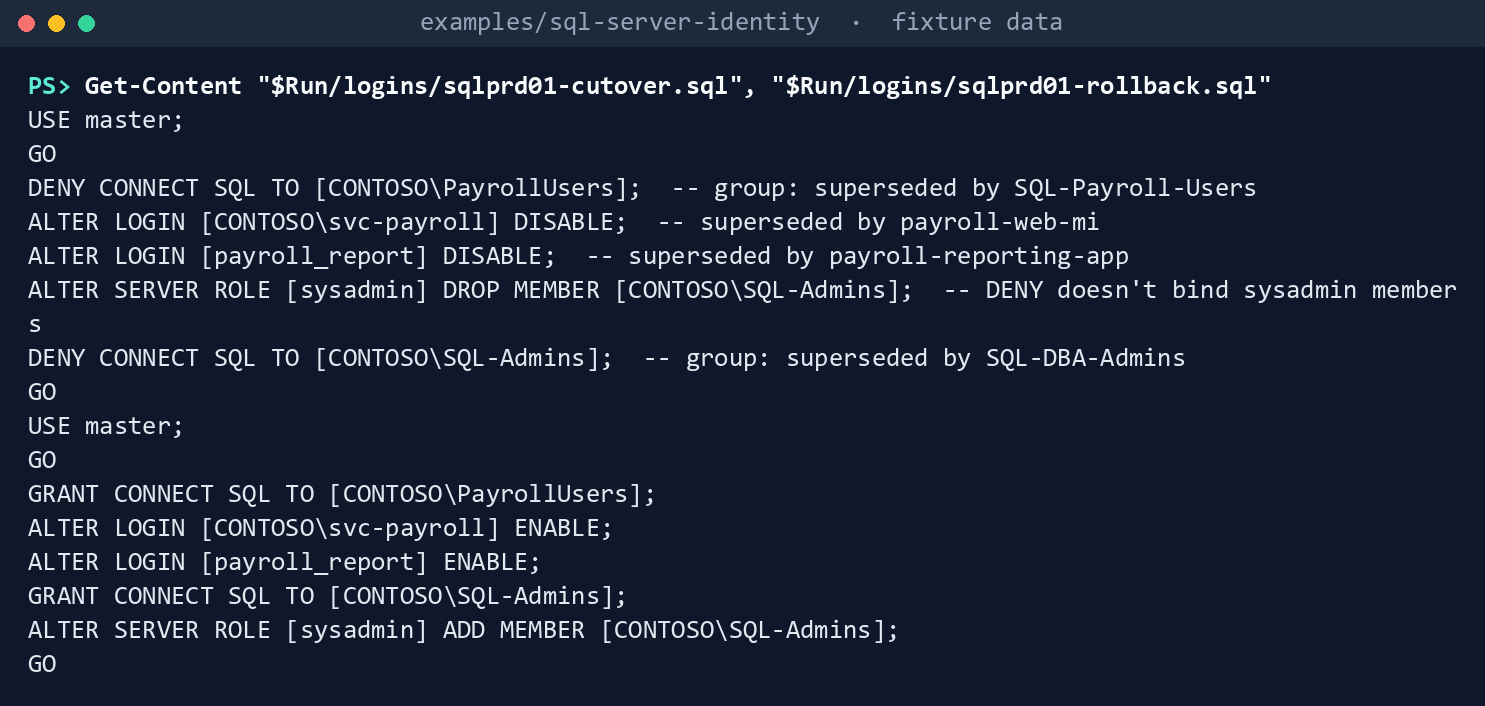 examples/sql-server-identity · fixture data
PS> Get-Content "$Run/logins/sqlprd01-cutover.sql", "$Run/logins/sqlprd01-rollback.sql"
USE master;
GO
DENY CONNECT SQL TO [CONTOSO\PayrollUsers];  -- group: superseded by SQL-Payroll-Users
ALTER LOGIN [CONTOSO\svc-payroll] DISABLE;  -- superseded by payroll-web-mi
ALTER LOGIN [payroll_report] DISABLE;  -- superseded by payroll-reporting-app
ALTER SERVER ROLE [sysadmin] DROP MEMBER [CONTOSO\SQL-Admins];  -- DENY doesn't bind sysadmin member
s
DENY CONNECT SQL TO [CONTOSO\SQL-Admins];  -- group: superseded by SQL-DBA-Admins
GO
USE master;
GO
GRANT CONNECT SQL TO [CONTOSO\PayrollUsers];
ALTER LOGIN [CONTOSO\svc-payroll] ENABLE;
ALTER LOGIN [payroll_report] ENABLE;
GRANT CONNECT SQL TO [CONTOSO\SQL-Admins];
ALTER SERVER ROLE [sysadmin] ADD MEMBER [CONTOSO\SQL-Admins];
GO